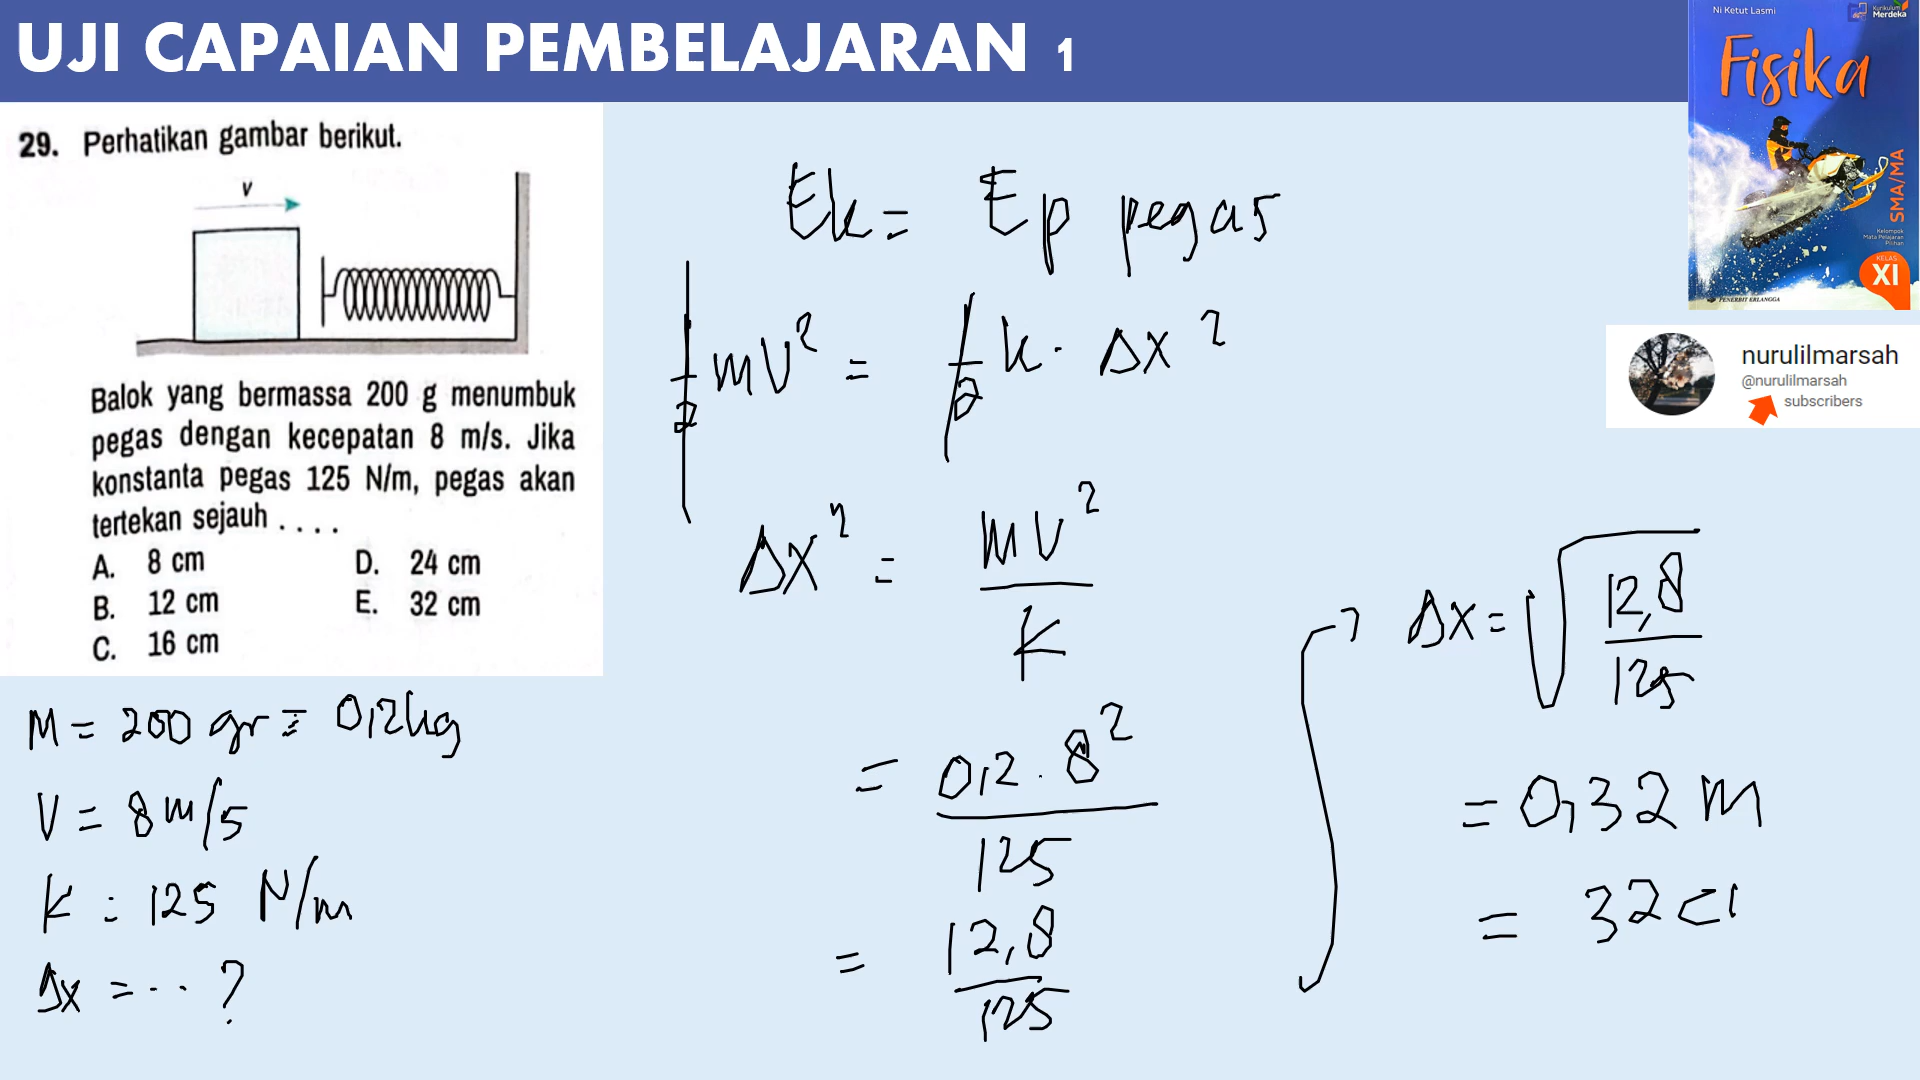 UJI CAPAIAN PEMBELAJARAN 1
Ni Ketut Lasmi
Kurikulum
Merdeka
Fisika
SMA/MA
Kelompok
Mata Pelajaran
Pilihan
KELAS
XI
PENERBIT ERLANGGA
nurulilmarsah
@nurulilmarsah
subscribers
29. Perhatikan gambar berikut.
v
Balok yang bermassa 200 g menumbuk
pegas dengan kecepatan 8 m/s. Jika
konstanta pegas 125 N/m, pegas akan
tertekan sejauh . . . .
A. 8 cm
B. 12 cm
C. 16 cm
D. 24 cm
E. 32 cm
M = 200 gr = 0,2 kg
V = 8 m/s
K = 125 N/m
Δx = ... ?
Ek = Ep pegas
1/2 mV² = 1/2 k . Δx²
Δx² = mV²/K
= 0,2 . 8²/125
= 12,8/125
Δx = √12,8/125
= 0,32 m
= 32 c